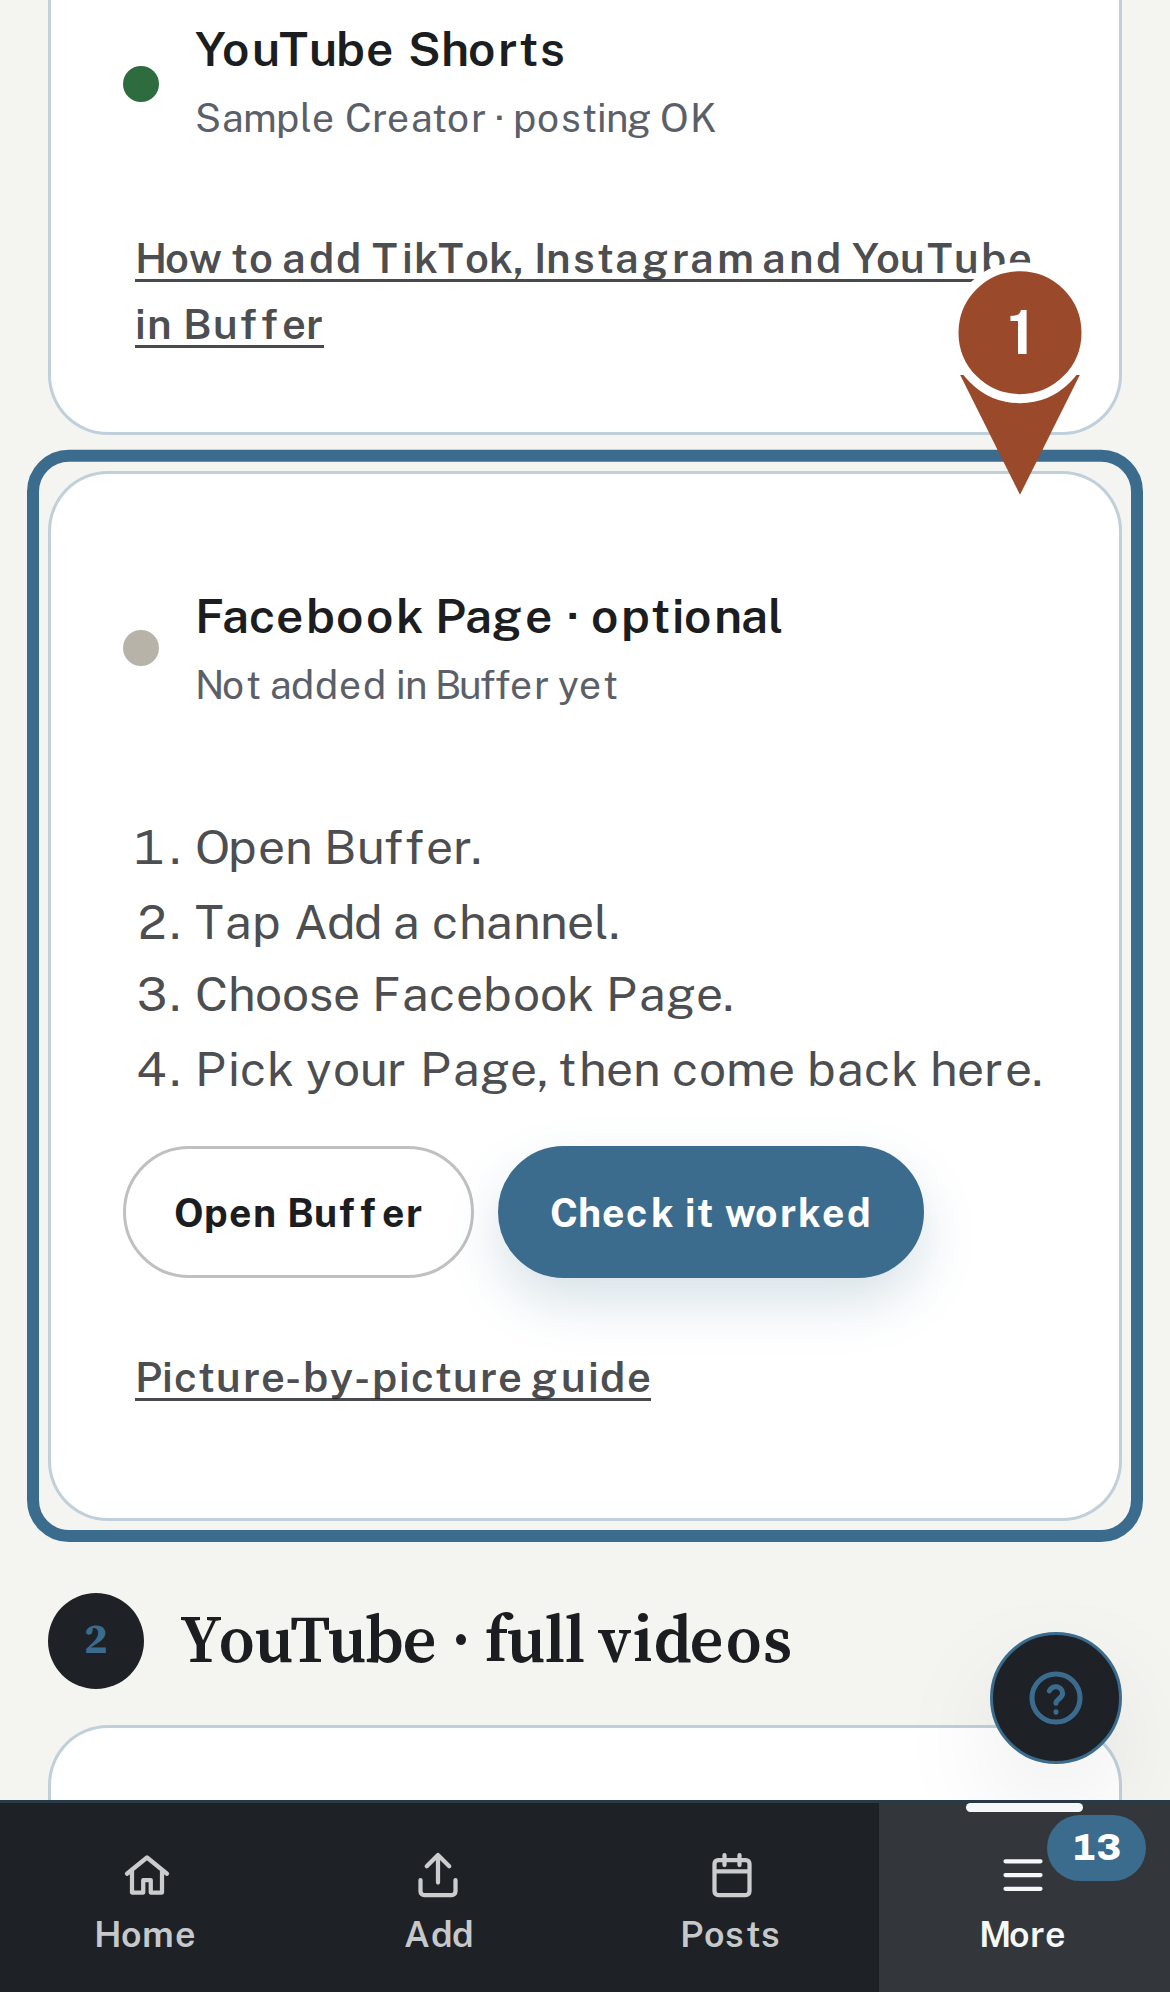 YouTube Shorts
Sample Creator · posting OK
How to add TikTok, Instagram and YouTube
in Buffer
1
Facebook Page · optional
Not added in Buffer yet
1. Open Buffer.
2. Tap Add a channel.
3. Choose Facebook Page.
4. Pick your Page, then come back here.
Open Buffer
Check it worked
Picture-by-picture guide
2 YouTube · full videos
13
Home
Add
Posts
More